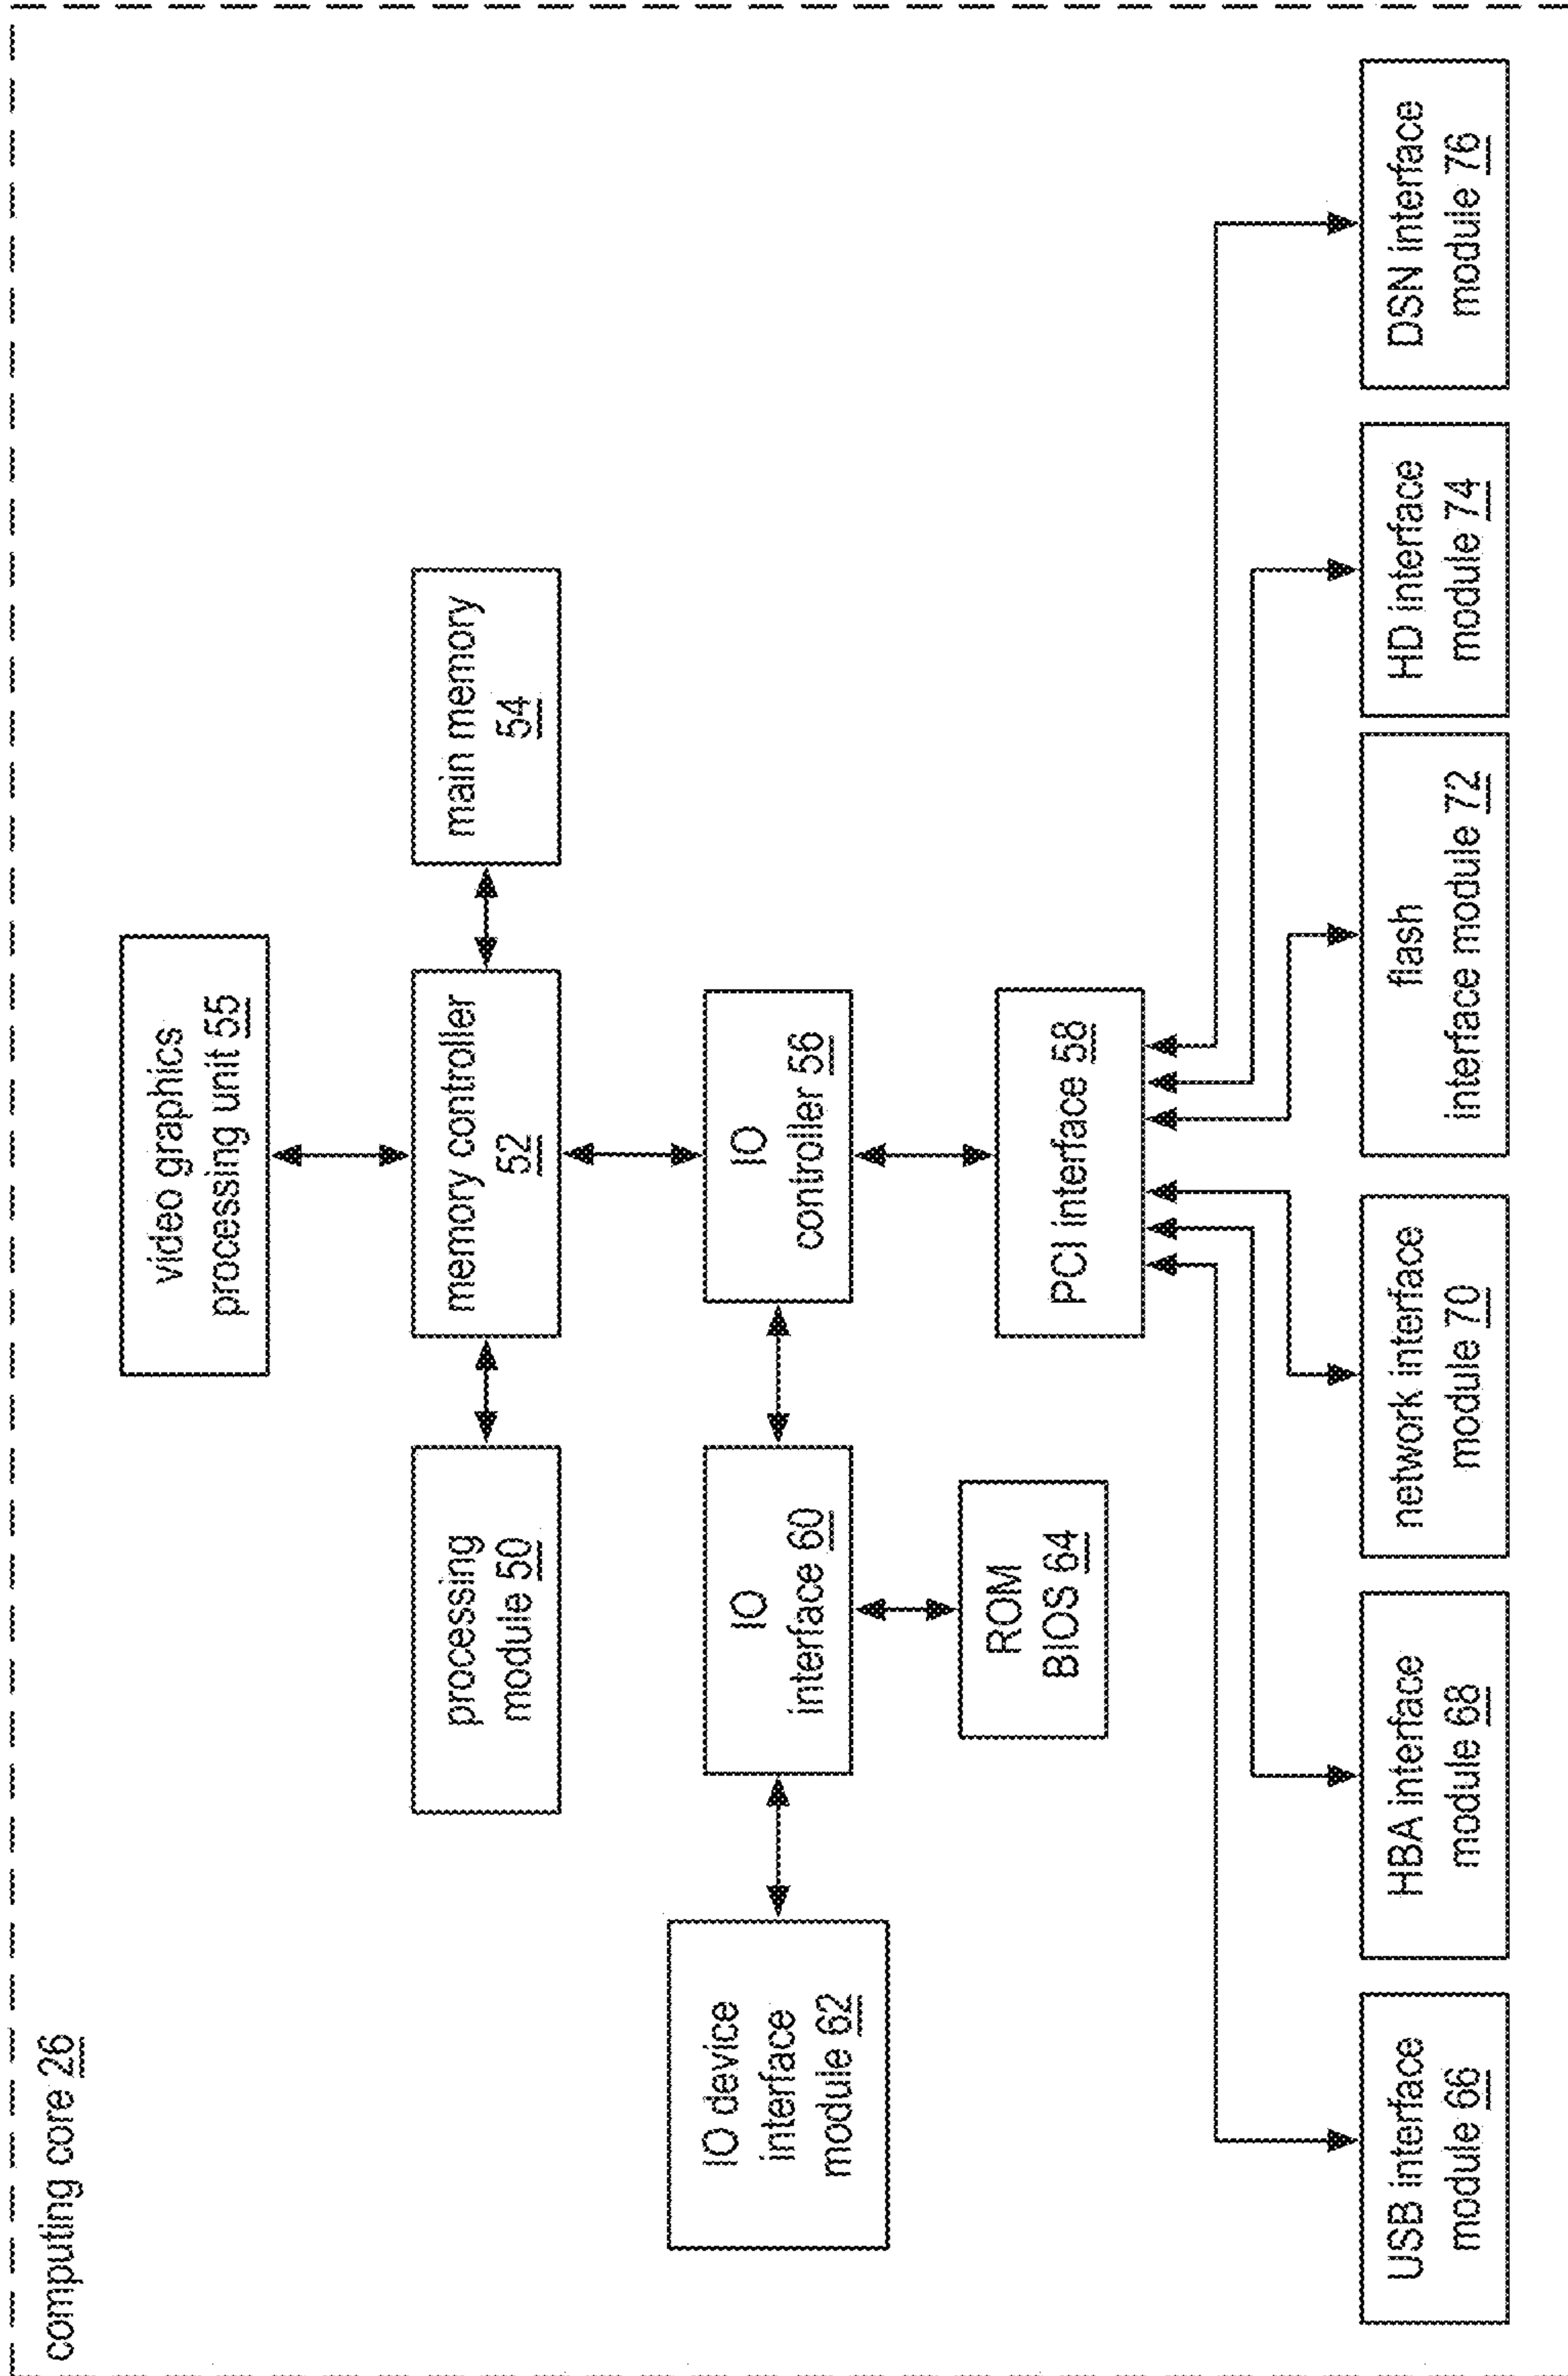 computing core 26
video graphics
processing unit 55
processing
module 50
memory controller
52
main memory
54
IO device
interface
module 62
IO
interface 60
IO
controller 56
ROM
BIOS 64
PCI interface 58
USB interface
module 66
HBA interface
module 68
network interface
module 70
flash
interface module 72
HD interface
module 74
DSN interface
module 76